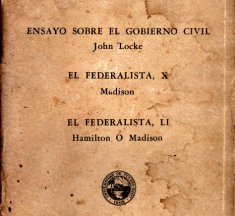 ENSAYO SOBRE EL GOBIERNO CIVIL
John Locke
EL FEDERALISTA, X
Madison
EL FEDERALISTA, LI
Hamilton O Madison